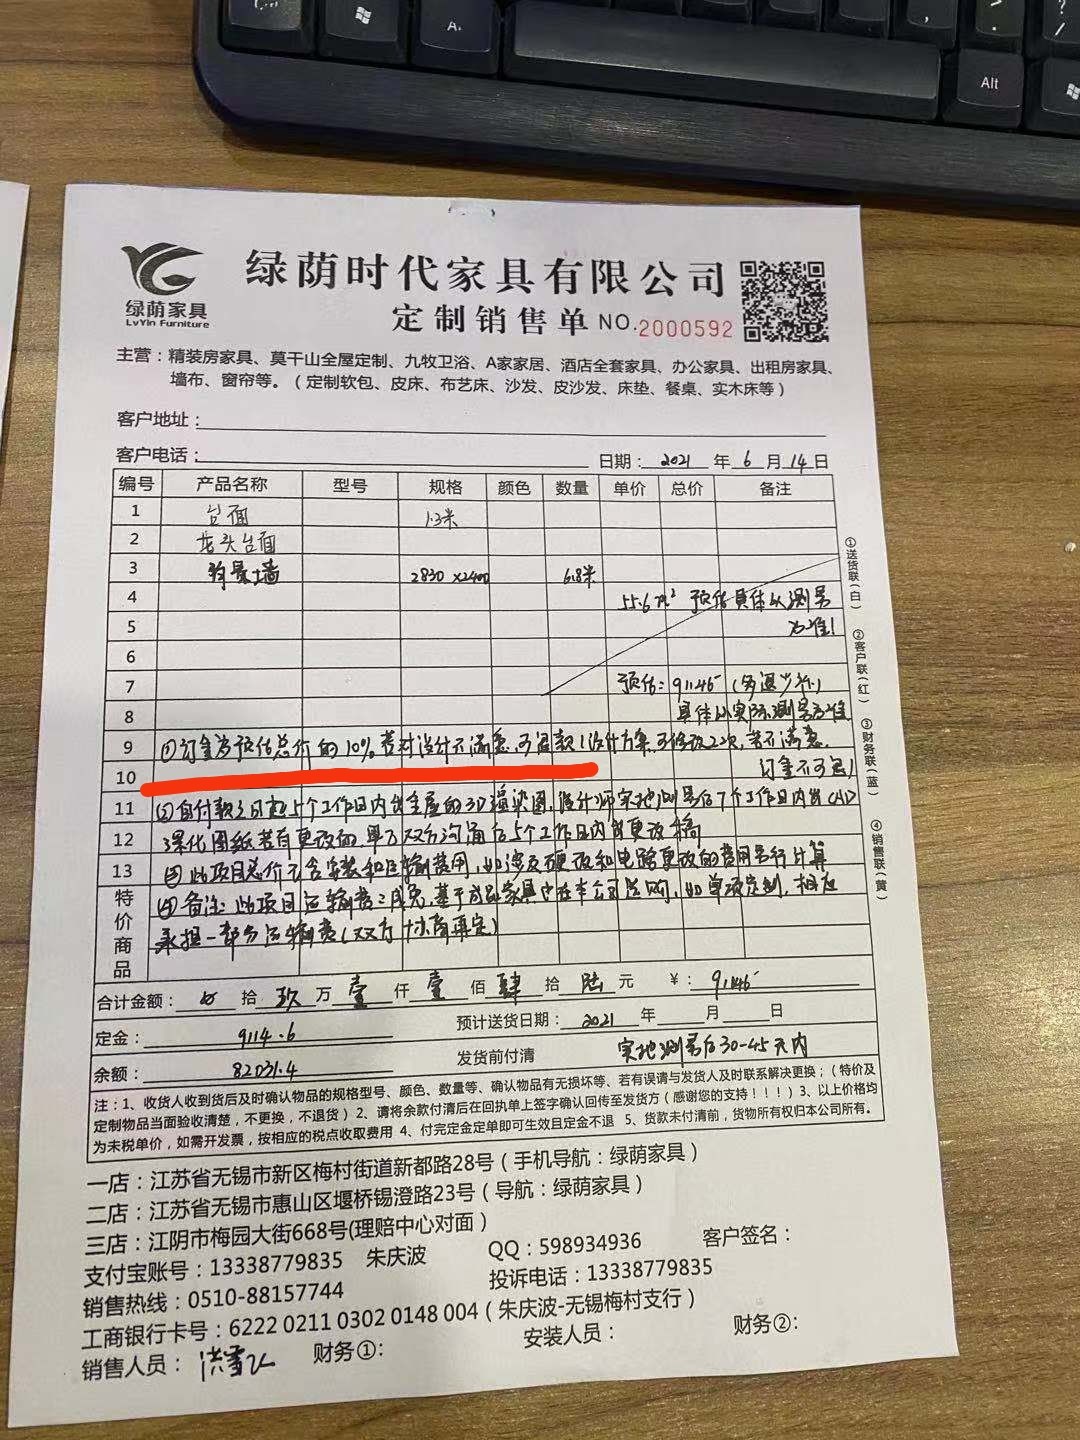 A.
Alt
?
/
绿荫家具
LvYin Furniture
绿荫时代家具有限公司
定制销售单 NO.2000592
主营：精装房家具、莫干山全屋定制、九牧卫浴、A家家居、酒店全套家具、办公家具、出租房家具、
墙布、窗帘等。（定制软包、皮床、布艺床、沙发、皮沙发、床垫、餐桌、实木床等）
客户地址：
客户电话： 日期：2021年6月14日
编号 产品名称 型号 规格 颜色 数量 单价 总价 备注
1 台面 1.3米
2 台面
3 背景墙 2830×2400 6.8米
4 55.6m² 预估具体以测量
5 为准！
6
7 预估：91146 （多退少补）
8 具体以实际测量为准
9 ①订金为预估总价的10%若对设计不满意可退款！设计方案可修改2次，若不满意，
10 订金不可退！
11 ②自付款之日起5个工作日内出全屋的3D渲染图，设计师实地测量后7个工作日内出CAD
12 深化图纸若有更改的，甲乙双方沟通后5个工作日内出更改稿
13 ③此项目总价已含安装和运输费用，如涉及硬改和电路更改的费用另行计算
特价商品
④备注：此项目运输费已减免，基于成品家具也在本公司选购，如单项定制，相应
承担一部分运输费（双方协商再定）
合计金额： 拾玖万壹仟壹佰肆拾陆元 ¥：91146
定金：9114.6 预计送货日期：2021年 月 日
余额：82031.4 发货前付清 实地测量后30-45天内
注：1、收货人收到货后及时确认物品的规格型号、颜色、数量等、确认物品有无损坏等、若有误请与发货人及时联系解决更换；（特价及
定制物品当面验收清楚，不更换，不退货）2、请将余款付清后在回执单上签字确认回传至发货方（感谢您的支持！！！）3、以上价格均
为未税单价，如需开发票，按相应的税点收取费用 4、付完定金定单即可生效且定金不退 5、货款未付清前，货物所有权归本公司所有。
①送货联（白）
②客户联（红）
③财务联（蓝）
④销售联（黄）
一店：江苏省无锡市新区梅村街道新都路28号（手机导航：绿荫家具）
二店：江苏省无锡市惠山区堰桥锡澄路23号（导航：绿荫家具）
三店：江阴市梅园大街668号(理赔中心对面）
支付宝账号：13338779835 朱庆波 QQ：598934936 客户签名：
销售热线：0510-88157744 投诉电话：13338779835
工商银行卡号：6222 0211 0302 0148 004（朱庆波-无锡梅村支行）
销售人员： 财务①： 安装人员： 财务②：